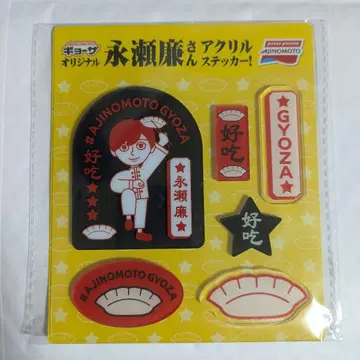 ギョーザ
オリジナル
永瀬廉さん
アクリル
ステッカー!
AJINOMOTO
#AJINOMOTO GYOZA
好吃
★★★
★永瀬廉★
★好吃★
★GYOZA★
好吃
#AJINOMOTO GYOZA